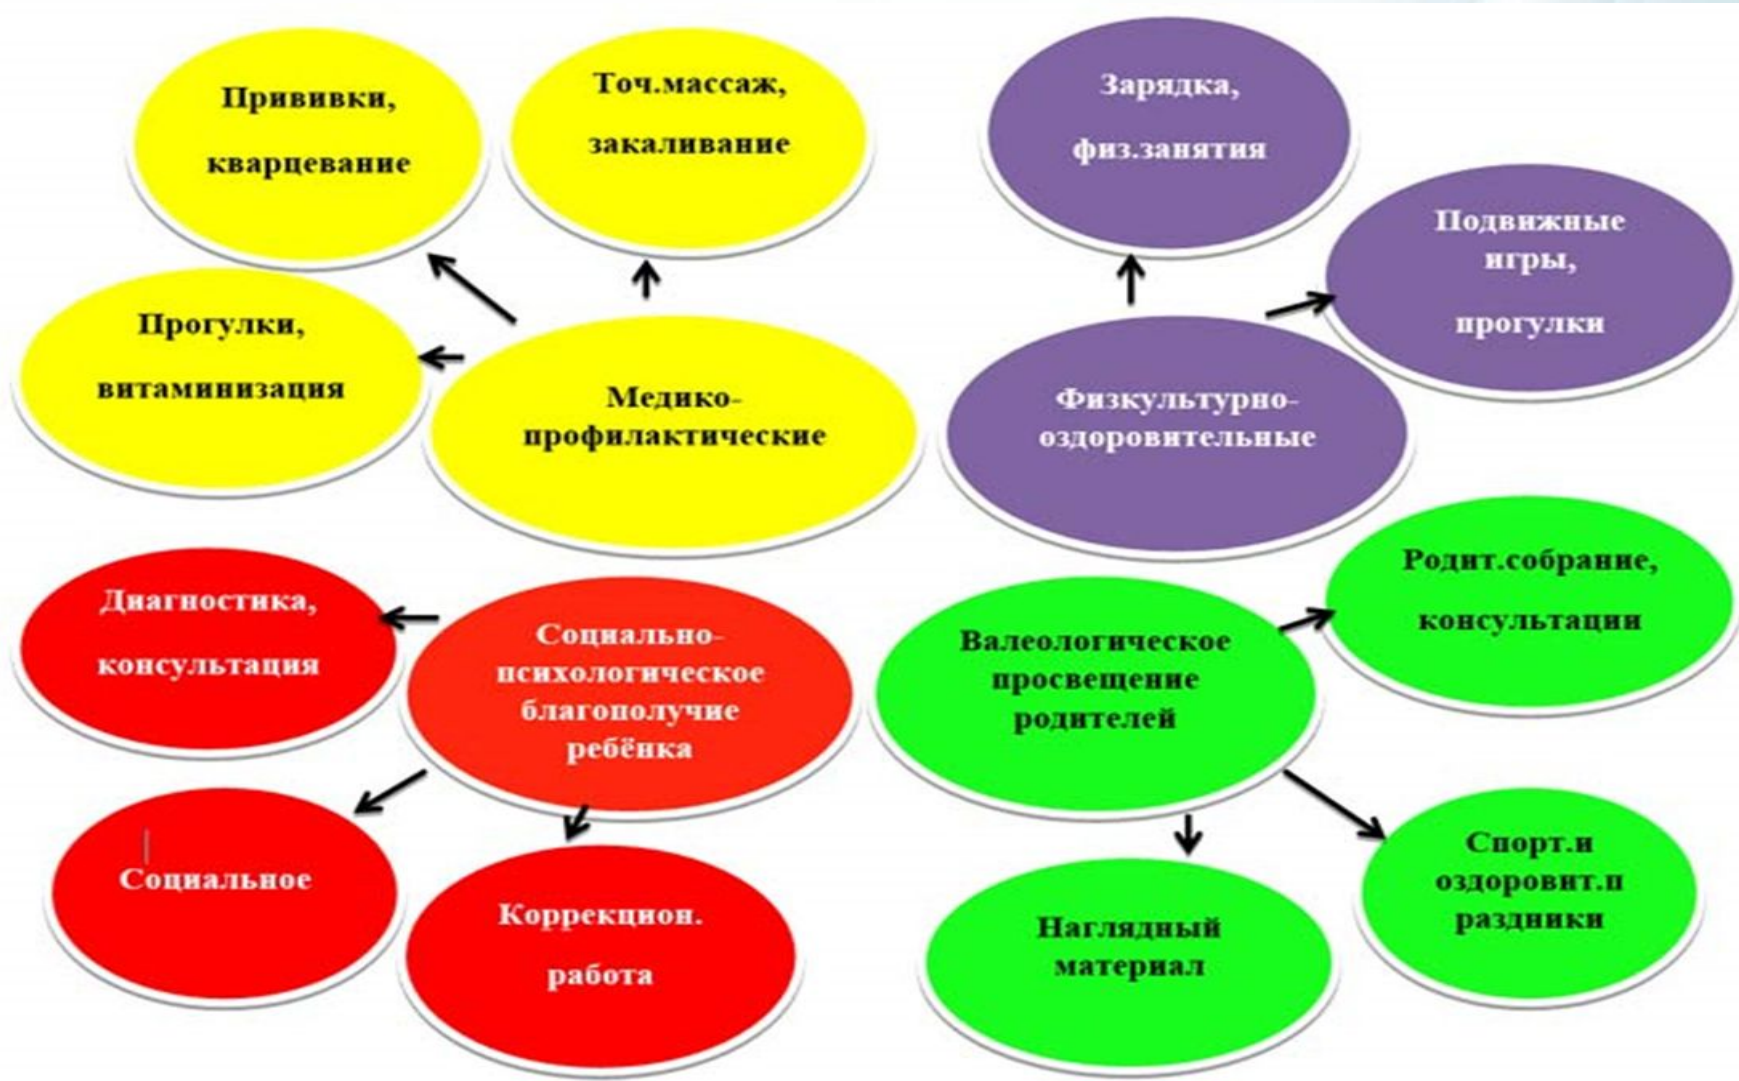 Прививки,
кварцевание
Точ.массаж,
закаливание
Зарядка,
физ.занятия
Подвижные
игры,
прогулки
Прогулки,
витаминизация
Медико-
профилактические
Физкультурно-
оздоровительные
Диагностика,
консультация
Социально-
психологическое
благополучие
ребёнка
Валеологическое
просвещение
родителей
Родит.собрание,
консультации
Социальное
Коррекцион.
работа
Наглядный
материал
Спорт.и
оздоровит.п
раздники